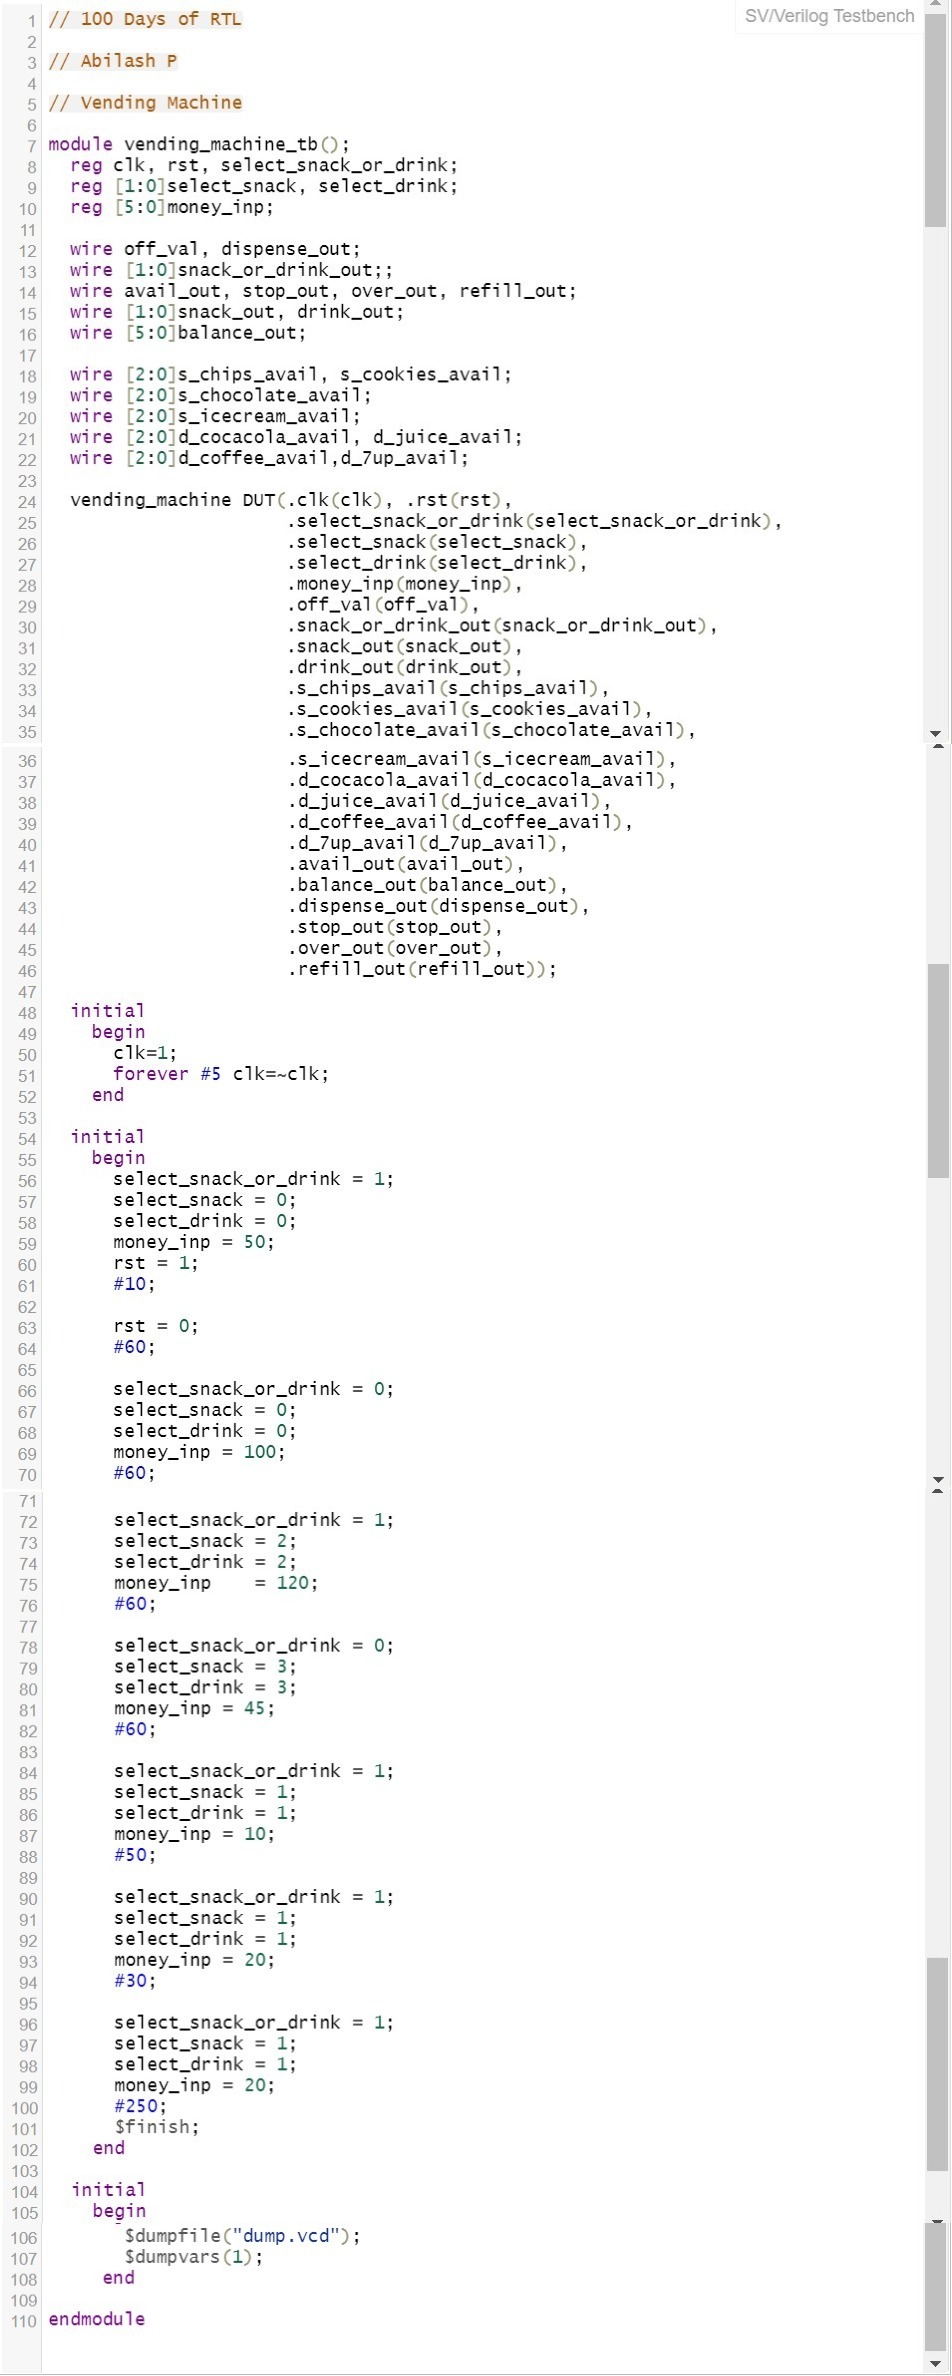 SV/Verilog Testbench
1 // 100 Days of RTL
2
3 // Abilash P
4
5 // Vending Machine
6
7 module vending_machine_tb();
8   reg clk, rst, select_snack_or_drink;
9   reg [1:0]select_snack, select_drink;
10   reg [5:0]money_inp;
11
12   wire off_val, dispense_out;
13   wire [1:0]snack_or_drink_out;;
14   wire avail_out, stop_out, over_out, refill_out;
15   wire [1:0]snack_out, drink_out;
16   wire [5:0]balance_out;
17
18   wire [2:0]s_chips_avail, s_cookies_avail;
19   wire [2:0]s_chocolate_avail;
20   wire [2:0]s_icecream_avail;
21   wire [2:0]d_cocacola_avail, d_juice_avail;
22   wire [2:0]d_coffee_avail,d_7up_avail;
23
24   vending_machine DUT(.clk(clk), .rst(rst),
25                       .select_snack_or_drink(select_snack_or_drink),
26                       .select_snack(select_snack),
27                       .select_drink(select_drink),
28                       .money_inp(money_inp),
29                       .off_val(off_val),
30                       .snack_or_drink_out(snack_or_drink_out),
31                       .snack_out(snack_out),
32                       .drink_out(drink_out),
33                       .s_chips_avail(s_chips_avail),
34                       .s_cookies_avail(s_cookies_avail),
35                       .s_chocolate_avail(s_chocolate_avail),
36                       .s_icecream_avail(s_icecream_avail),
37                       .d_cocacola_avail(d_cocacola_avail),
38                       .d_juice_avail(d_juice_avail),
39                       .d_coffee_avail(d_coffee_avail),
40                       .d_7up_avail(d_7up_avail),
41                       .avail_out(avail_out),
42                       .balance_out(balance_out),
43                       .dispense_out(dispense_out),
44                       .stop_out(stop_out),
45                       .over_out(over_out),
46                       .refill_out(refill_out));
47
48   initial
49     begin
50       clk=1;
51       forever #5 clk=~clk;
52     end
53
54   initial
55     begin
56       select_snack_or_drink = 1;
57       select_snack = 0;
58       select_drink = 0;
59       money_inp = 50;
60       rst = 1;
61       #10;
62
63       rst = 0;
64       #60;
65
66       select_snack_or_drink = 0;
67       select_snack = 0;
68       select_drink = 0;
69       money_inp = 100;
70       #60;
71
72       select_snack_or_drink = 1;
73       select_snack = 2;
74       select_drink = 2;
75       money_inp    = 120;
76       #60;
77
78       select_snack_or_drink = 0;
79       select_snack = 3;
80       select_drink = 3;
81       money_inp = 45;
82       #60;
83
84       select_snack_or_drink = 1;
85       select_snack = 1;
86       select_drink = 1;
87       money_inp = 10;
88       #50;
89
90       select_snack_or_drink = 1;
91       select_snack = 1;
92       select_drink = 1;
93       money_inp = 20;
94       #30;
95
96       select_snack_or_drink = 1;
97       select_snack = 1;
98       select_drink = 1;
99       money_inp = 20;
100       #250;
101       $finish;
102     end
103
104   initial
105     begin
106        $dumpfile("dump.vcd");
107        $dumpvars(1);
108      end
109
110 endmodule